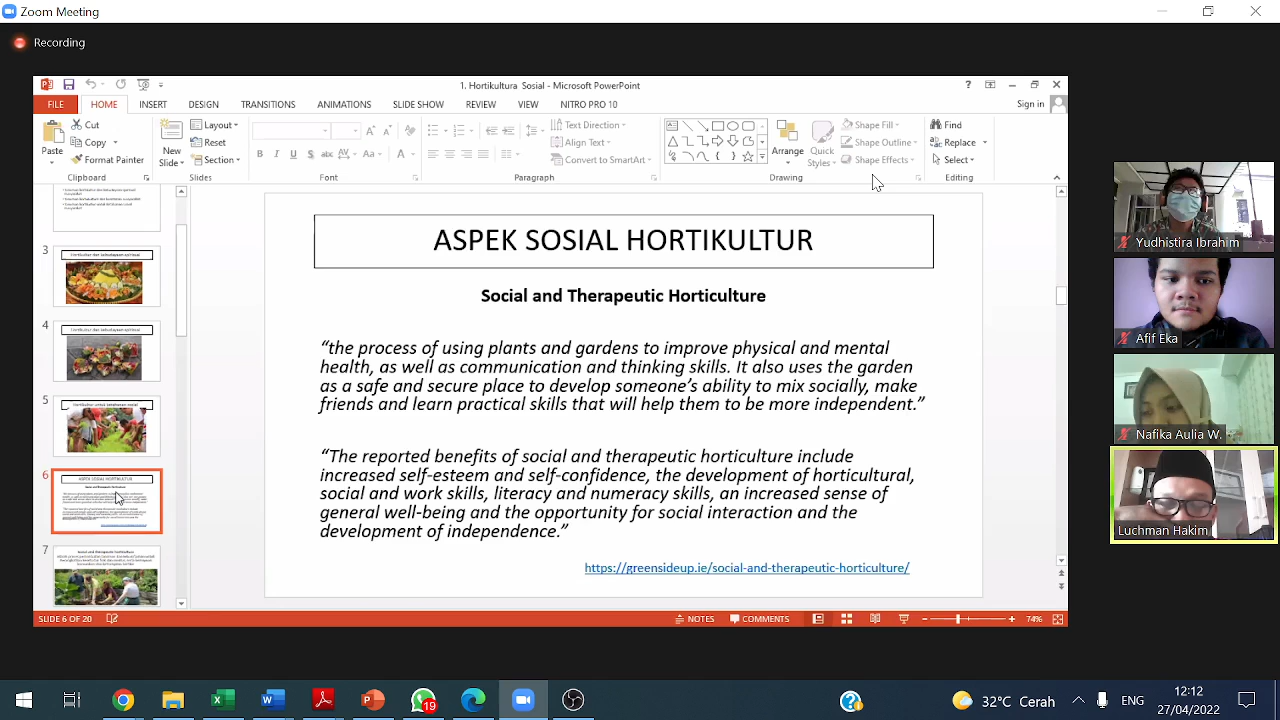 Zoom Meeting
Recording
1. Hortikultura Sosial - Microsoft PowerPoint
FILE
HOME
INSERT
DESIGN
TRANSITIONS
ANIMATIONS
SLIDE SHOW
REVIEW
VIEW
NITRO PRO 10
Sign in
Paste
Cut
Copy
Format Painter
Clipboard
New
Slide
Layout
Reset
Section
Slides
Font
Text Direction
Align Text
Convert to SmartArt
Paragraph
Arrange
Quick
Styles
Shape Fill
Shape Outline
Shape Effects
Drawing
Find
Replace
Select
Editing
3
4
5
6
7
Social and Therapeutic Horticulture
ASPEK SOSIAL HORTIKULTUR
Social and Therapeutic Horticulture
“the process of using plants and gardens to improve physical and mental
health, as well as communication and thinking skills. It also uses the garden
as a safe and secure place to develop someone’s ability to mix socially, make
friends and learn practical skills that will help them to be more independent.”
“The reported benefits of social and therapeutic horticulture include
increased self-esteem and self-confidence, the development of horticultural,
social and work skills, literacy and numeracy skills, an increased sense of
general well-being and the opportunity for social interaction and the
development of independence.”
https://greensideup.ie/social-and-therapeutic-horticulture/
Yudhistira Ibrahim
Afif Eka
Nafika Aulia W.
Luchman Hakim
SLIDE 6 OF 20
NOTES
COMMENTS
74%
19
32°C Cerah
ENG
12:12
27/04/2022